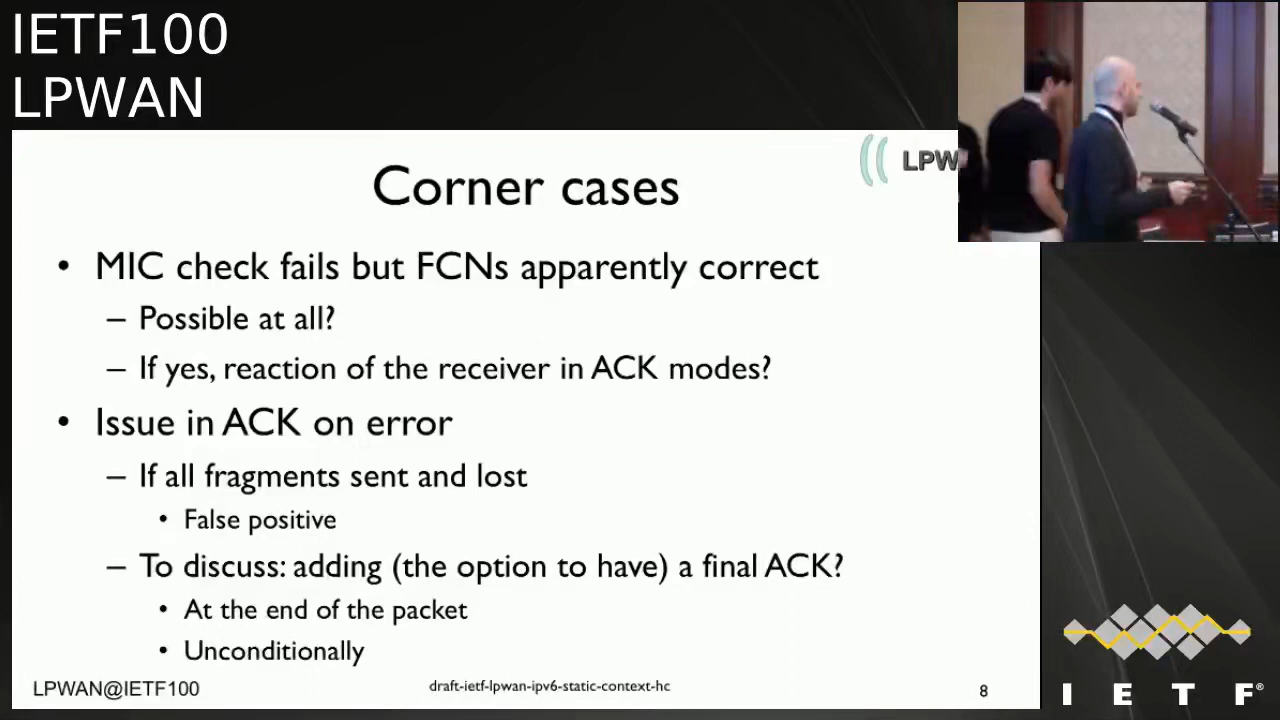 IETF100
LPWAN
LPW
Corner cases
• MIC check fails but FCNs apparently correct
– Possible at all?
– If yes, reaction of the receiver in ACK modes?
• Issue in ACK on error
– If all fragments sent and lost
• False positive
– To discuss: adding (the option to have) a final ACK?
• At the end of the packet
• Unconditionally
LPWAN@IETF100
draft-ietf-lpwan-ipv6-static-context-hc
8
I E T F®